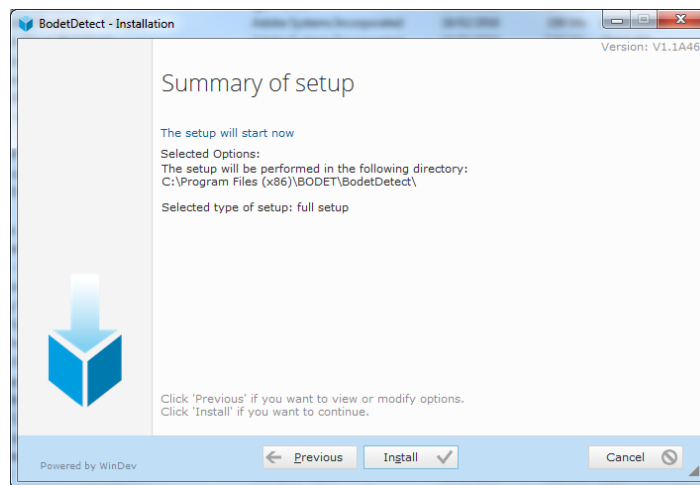 BodetDetect - Installation
Version: V1.1A46
Summary of setup
The setup will start now
Selected Options:
The setup will be performed in the following directory:
C:\Program Files (x86)\BODET\BodetDetect\
Selected type of setup: full setup
Click 'Previous' if you want to view or modify options.
Click 'Install' if you want to continue.
Powered by WinDev
Previous
Install
Cancel